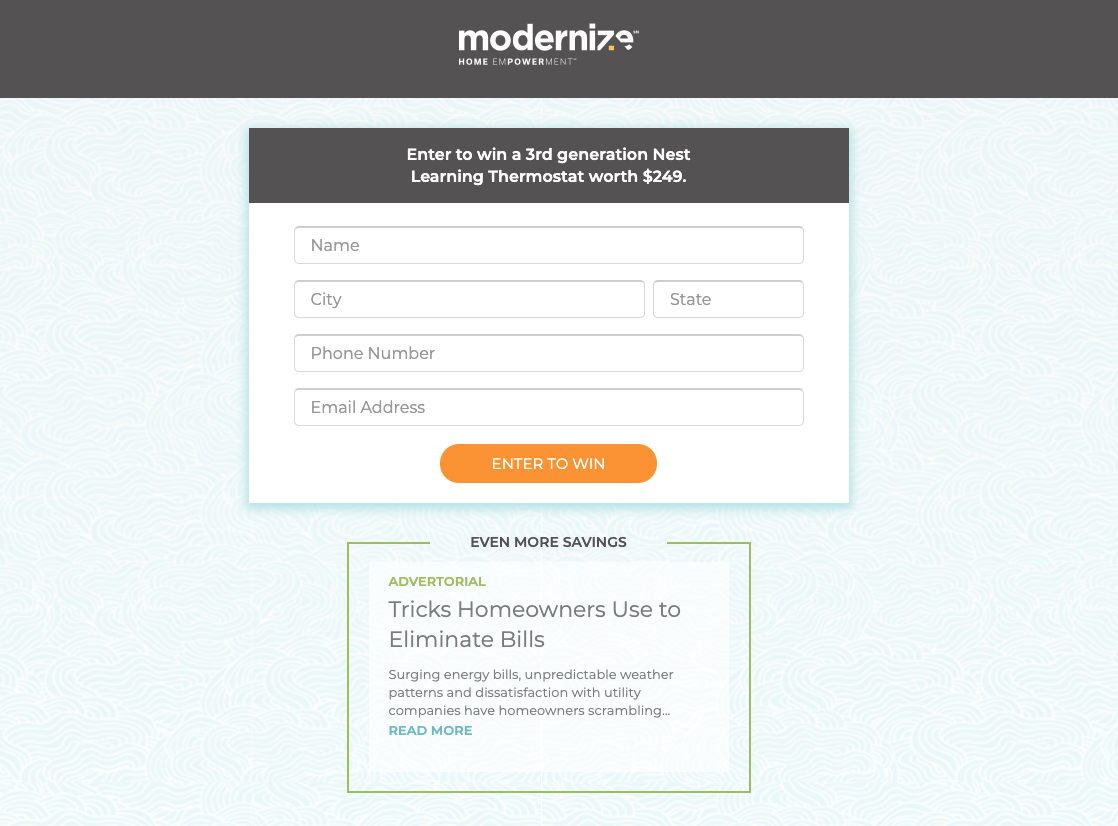 modernize™
HOME EMPOWERMENT™
Enter to win a 3rd generation Nest
Learning Thermostat worth $249.
Name
City State
Phone Number
Email Address
ENTER TO WIN
EVEN MORE SAVINGS
ADVERTORIAL
Tricks Homeowners Use to
Eliminate Bills
Surging energy bills, unpredictable weather
patterns and dissatisfaction with utility
companies have homeowners scrambling...
READ MORE